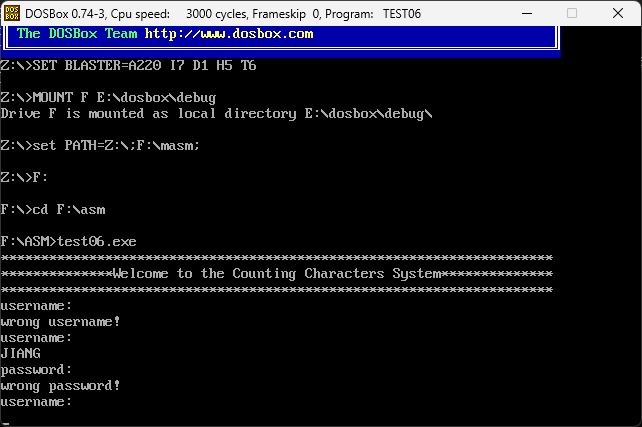 DOSBox 0.74-3, Cpu speed: 3000 cycles, Frameskip 0, Program: TEST06
The DOSBox Team http://www.dosbox.com
Z:\>SET BLASTER=A220 I7 D1 H5 T6
Z:\>MOUNT F E:\dosbox\debug
Drive F is mounted as local directory E:\dosbox\debug\
Z:\>set PATH=Z:\;F:\masm;
Z:\>F:
F:\>cd F:\asm
F:\ASM>test06.exe
*********************************************************************
**************Welcome to the Counting Characters System**************
*********************************************************************
username:
wrong username!
username:
JIANG
password:
wrong password!
username: